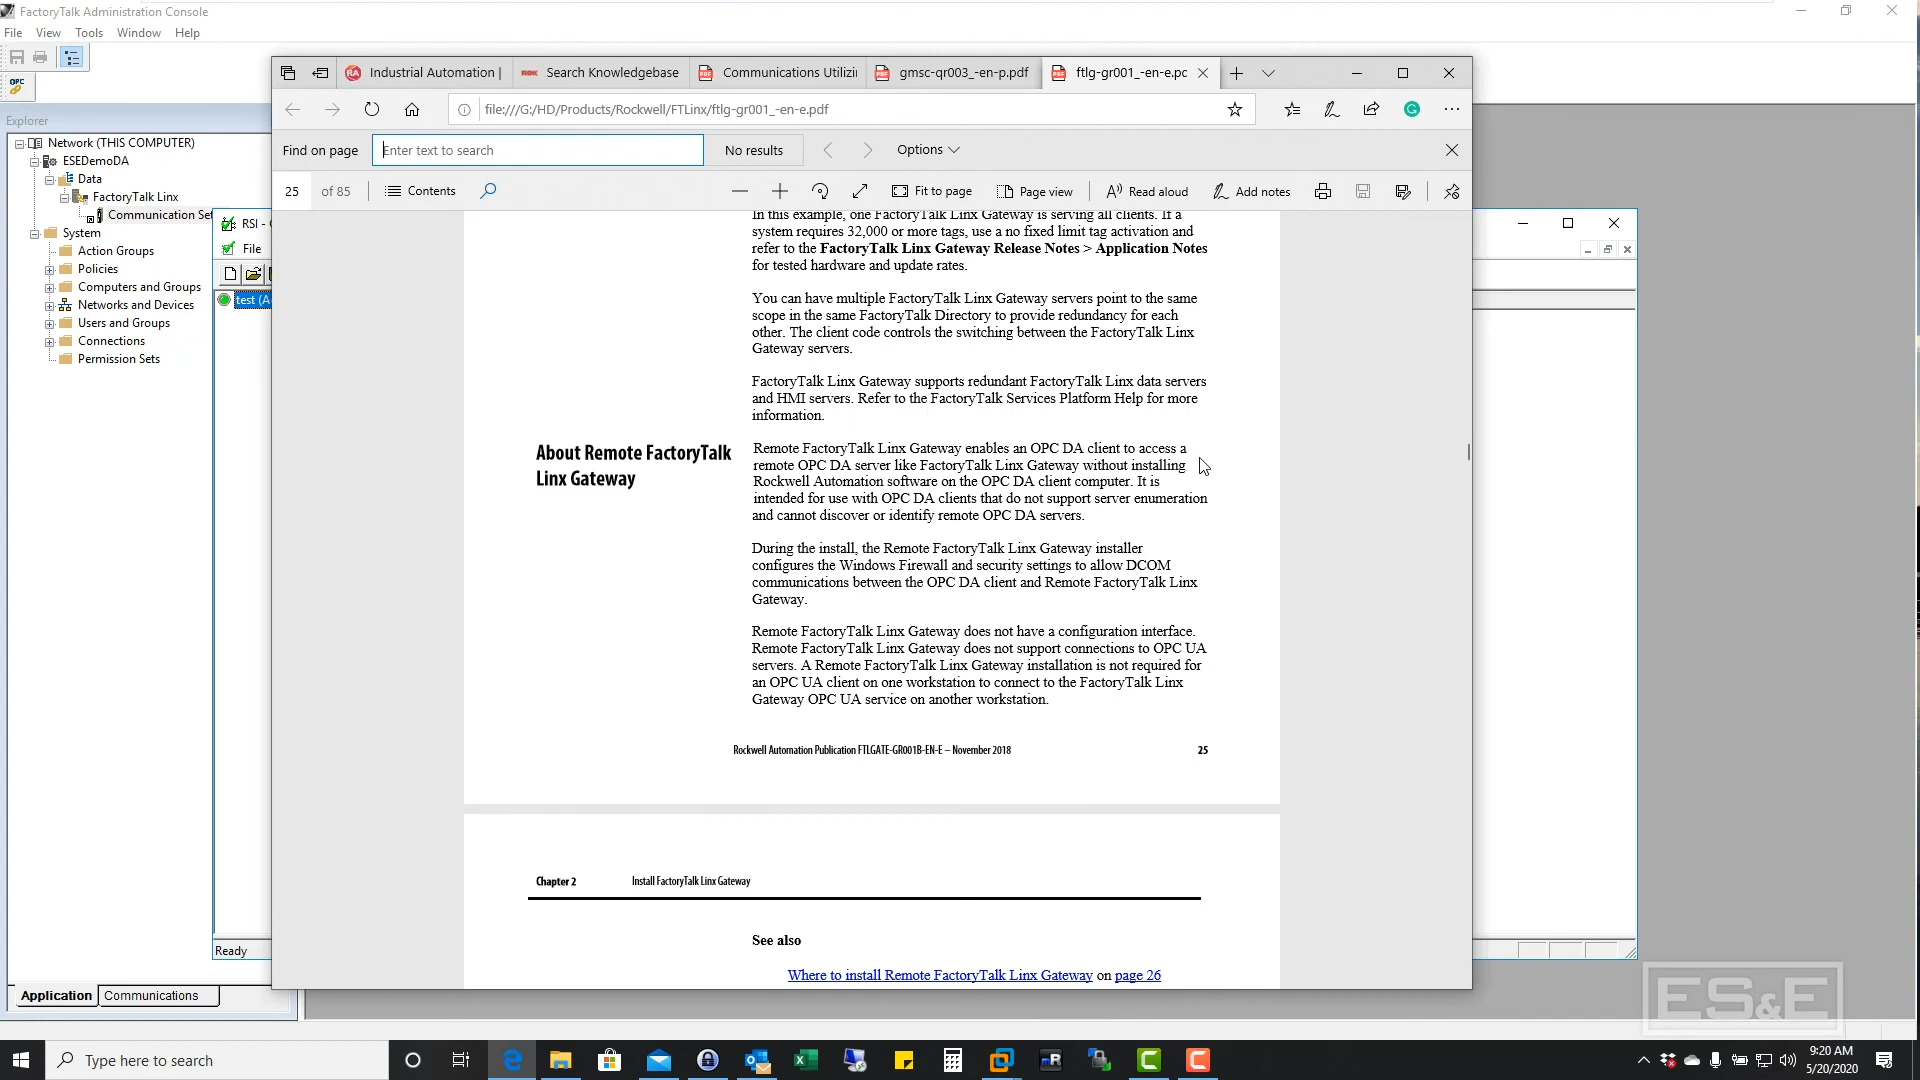 FactoryTalk Administration Console
File View Tools Window Help
OPC
Explorer
Network (THIS COMPUTER)
ESEDemoDA
Data
FactoryTalk Linx
Communication Set
System
Action Groups
Policies
Computers and Groups
Networks and Devices
Users and Groups
Connections
Permission Sets
Application Communications
RSI -
File
test (A
Ready
Industrial Automation |
Search Knowledgebase
Communications Utilizin
gmsc-qr003_-en-p.pdf
ftlg-gr001_-en-e.pc
file:///G:/HD/Products/Rockwell/FTLinx/ftlg-gr001_-en-e.pdf
Find on page Enter text to search No results Options
25 of 85 Contents Fit to page Page view Read aloud Add notes
In this example, one FactoryTalk Linx Gateway is serving all clients. If a
system requires 32,000 or more tags, use a no fixed limit tag activation and
refer to the FactoryTalk Linx Gateway Release Notes > Application Notes
for tested hardware and update rates.
You can have multiple FactoryTalk Linx Gateway servers point to the same
scope in the same FactoryTalk Directory to provide redundancy for each
other. The client code controls the switching between the FactoryTalk Linx
Gateway servers.
FactoryTalk Linx Gateway supports redundant FactoryTalk Linx data servers
and HMI servers. Refer to the FactoryTalk Services Platform Help for more
information.
About Remote FactoryTalk
Linx Gateway
Remote FactoryTalk Linx Gateway enables an OPC DA client to access a
remote OPC DA server like FactoryTalk Linx Gateway without installing
Rockwell Automation software on the OPC DA client computer. It is
intended for use with OPC DA clients that do not support server enumeration
and cannot discover or identify remote OPC DA servers.
During the install, the Remote FactoryTalk Linx Gateway installer
configures the Windows Firewall and security settings to allow DCOM
communications between the OPC DA client and Remote FactoryTalk Linx
Gateway.
Remote FactoryTalk Linx Gateway does not have a configuration interface.
Remote FactoryTalk Linx Gateway does not support connections to OPC UA
servers. A Remote FactoryTalk Linx Gateway installation is not required for
an OPC UA client on one workstation to connect to the FactoryTalk Linx
Gateway OPC UA service on another workstation.
Rockwell Automation Publication FTLGATE-GR001B-EN-E – November 2018 25
Chapter 2 Install FactoryTalk Linx Gateway
See also
Where to install Remote FactoryTalk Linx Gateway on page 26
ES&E
Type here to search
9:20 AM
5/20/2020